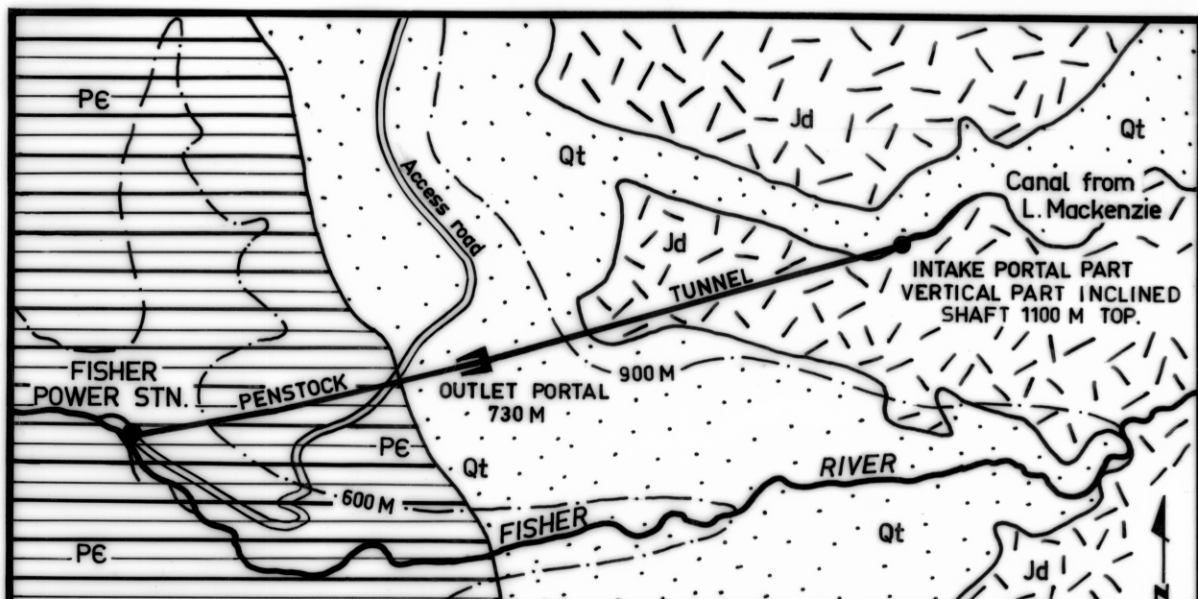 PЄ
Jd
Qt
Qt
Access road
Canal from
L. Mackenzie
Jd
INTAKE PORTAL PART
VERTICAL PART INCLINED
SHAFT 1100 M TOP.
TUNNEL
FISHER
POWER STN.
PENSTOCK
OUTLET PORTAL
730 M
900 M
PЄ
Qt
RIVER
600 M
FISHER
Qt
PЄ
Jd
N